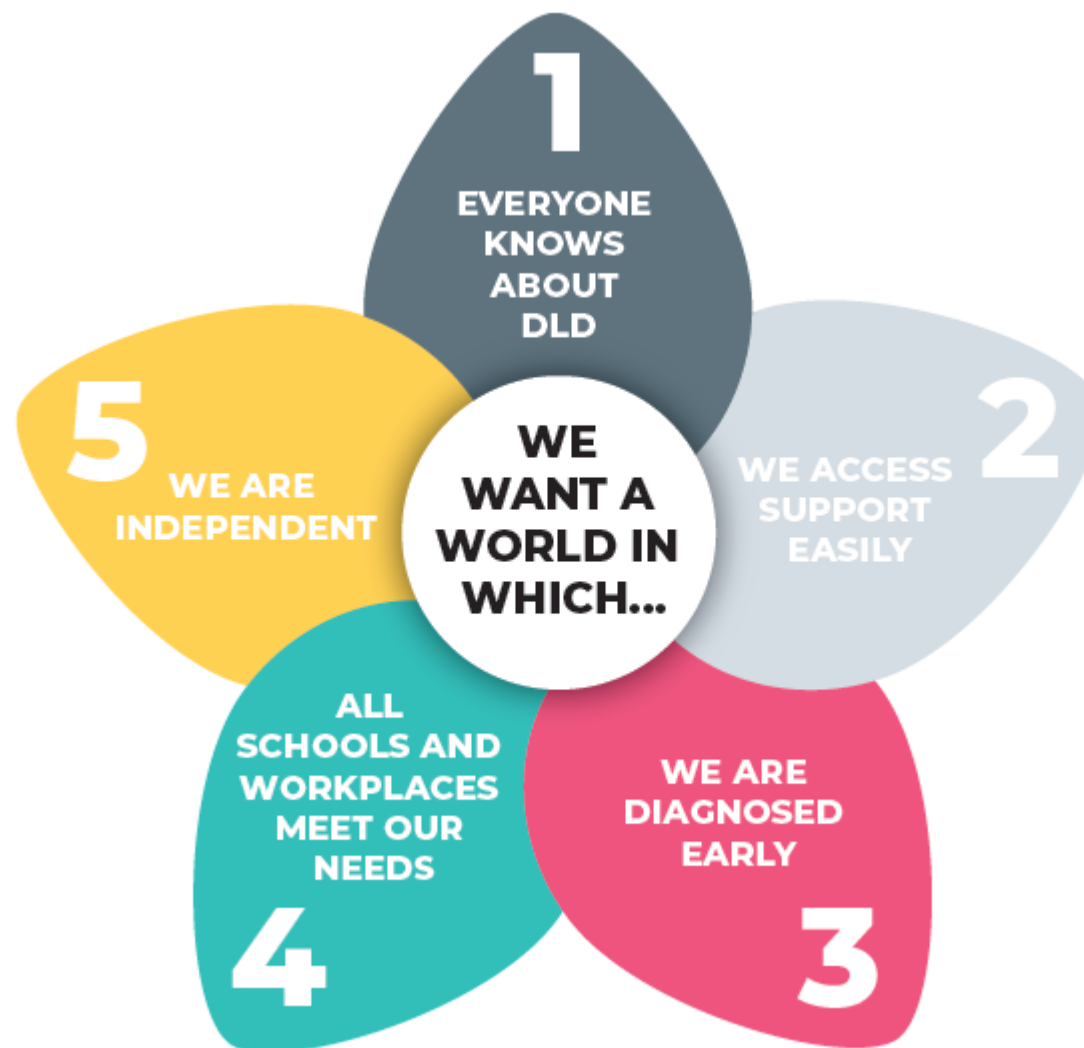 WE
WANT A
WORLD IN
WHICH...
1
EVERYONE
KNOWS
ABOUT
DLD
2
WE ACCESS
SUPPORT
EASILY
3
WE ARE
DIAGNOSED
EARLY
4
ALL
SCHOOLS AND
WORKPLACES
MEET OUR
NEEDS
5
WE ARE
INDEPENDENT